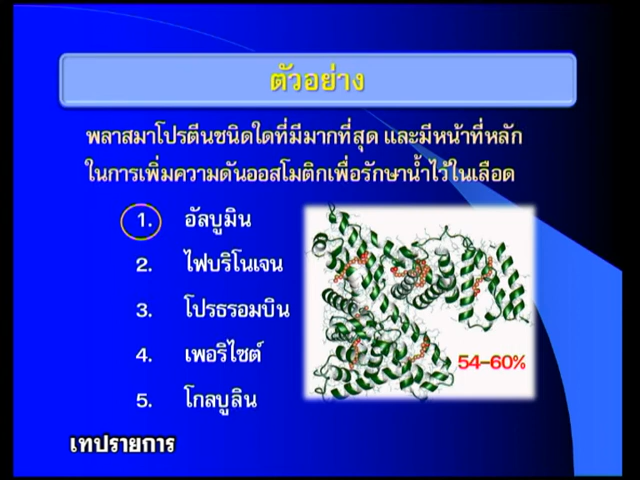 ตัวอย่าง
พลาสมาโปรตีนชนิดใดที่มีมากที่สุด และมีหน้าที่หลัก
ในการเพิ่มความดันออสโมติกเพื่อรักษาน้ำไว้ในเลือด
1. อัลบูมิน
2. ไฟบริโนเจน
3. โปรธรอมบิน
4. เพอริไซต์
5. โกลบูลิน
54-60%
เทปรายการ